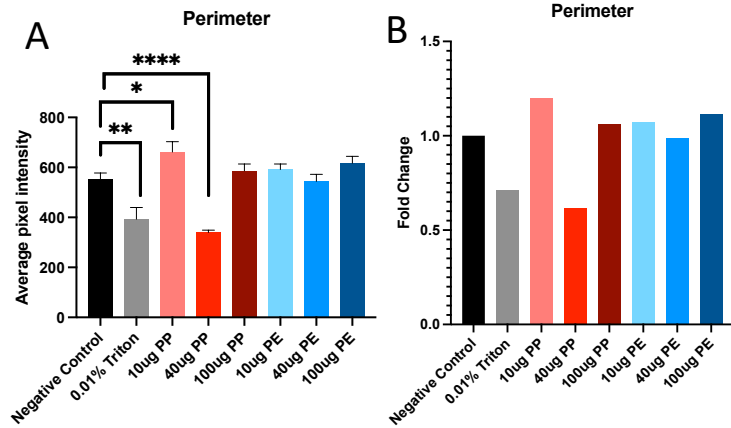 A
Perimeter
****
*
**
Average pixel intensity
800
600
400
200
0
Negative Control
0.01% Triton
10ug PP
40ug PP
100ug PP
10ug PE
40ug PE
100ug PE
B
Perimeter
Fold Change
1.5
1.0
0.5
0.0
Negative Control
0.01% Triton
10ug PP
40ug PP
100ug PP
10ug PE
40ug PE
100ug PE